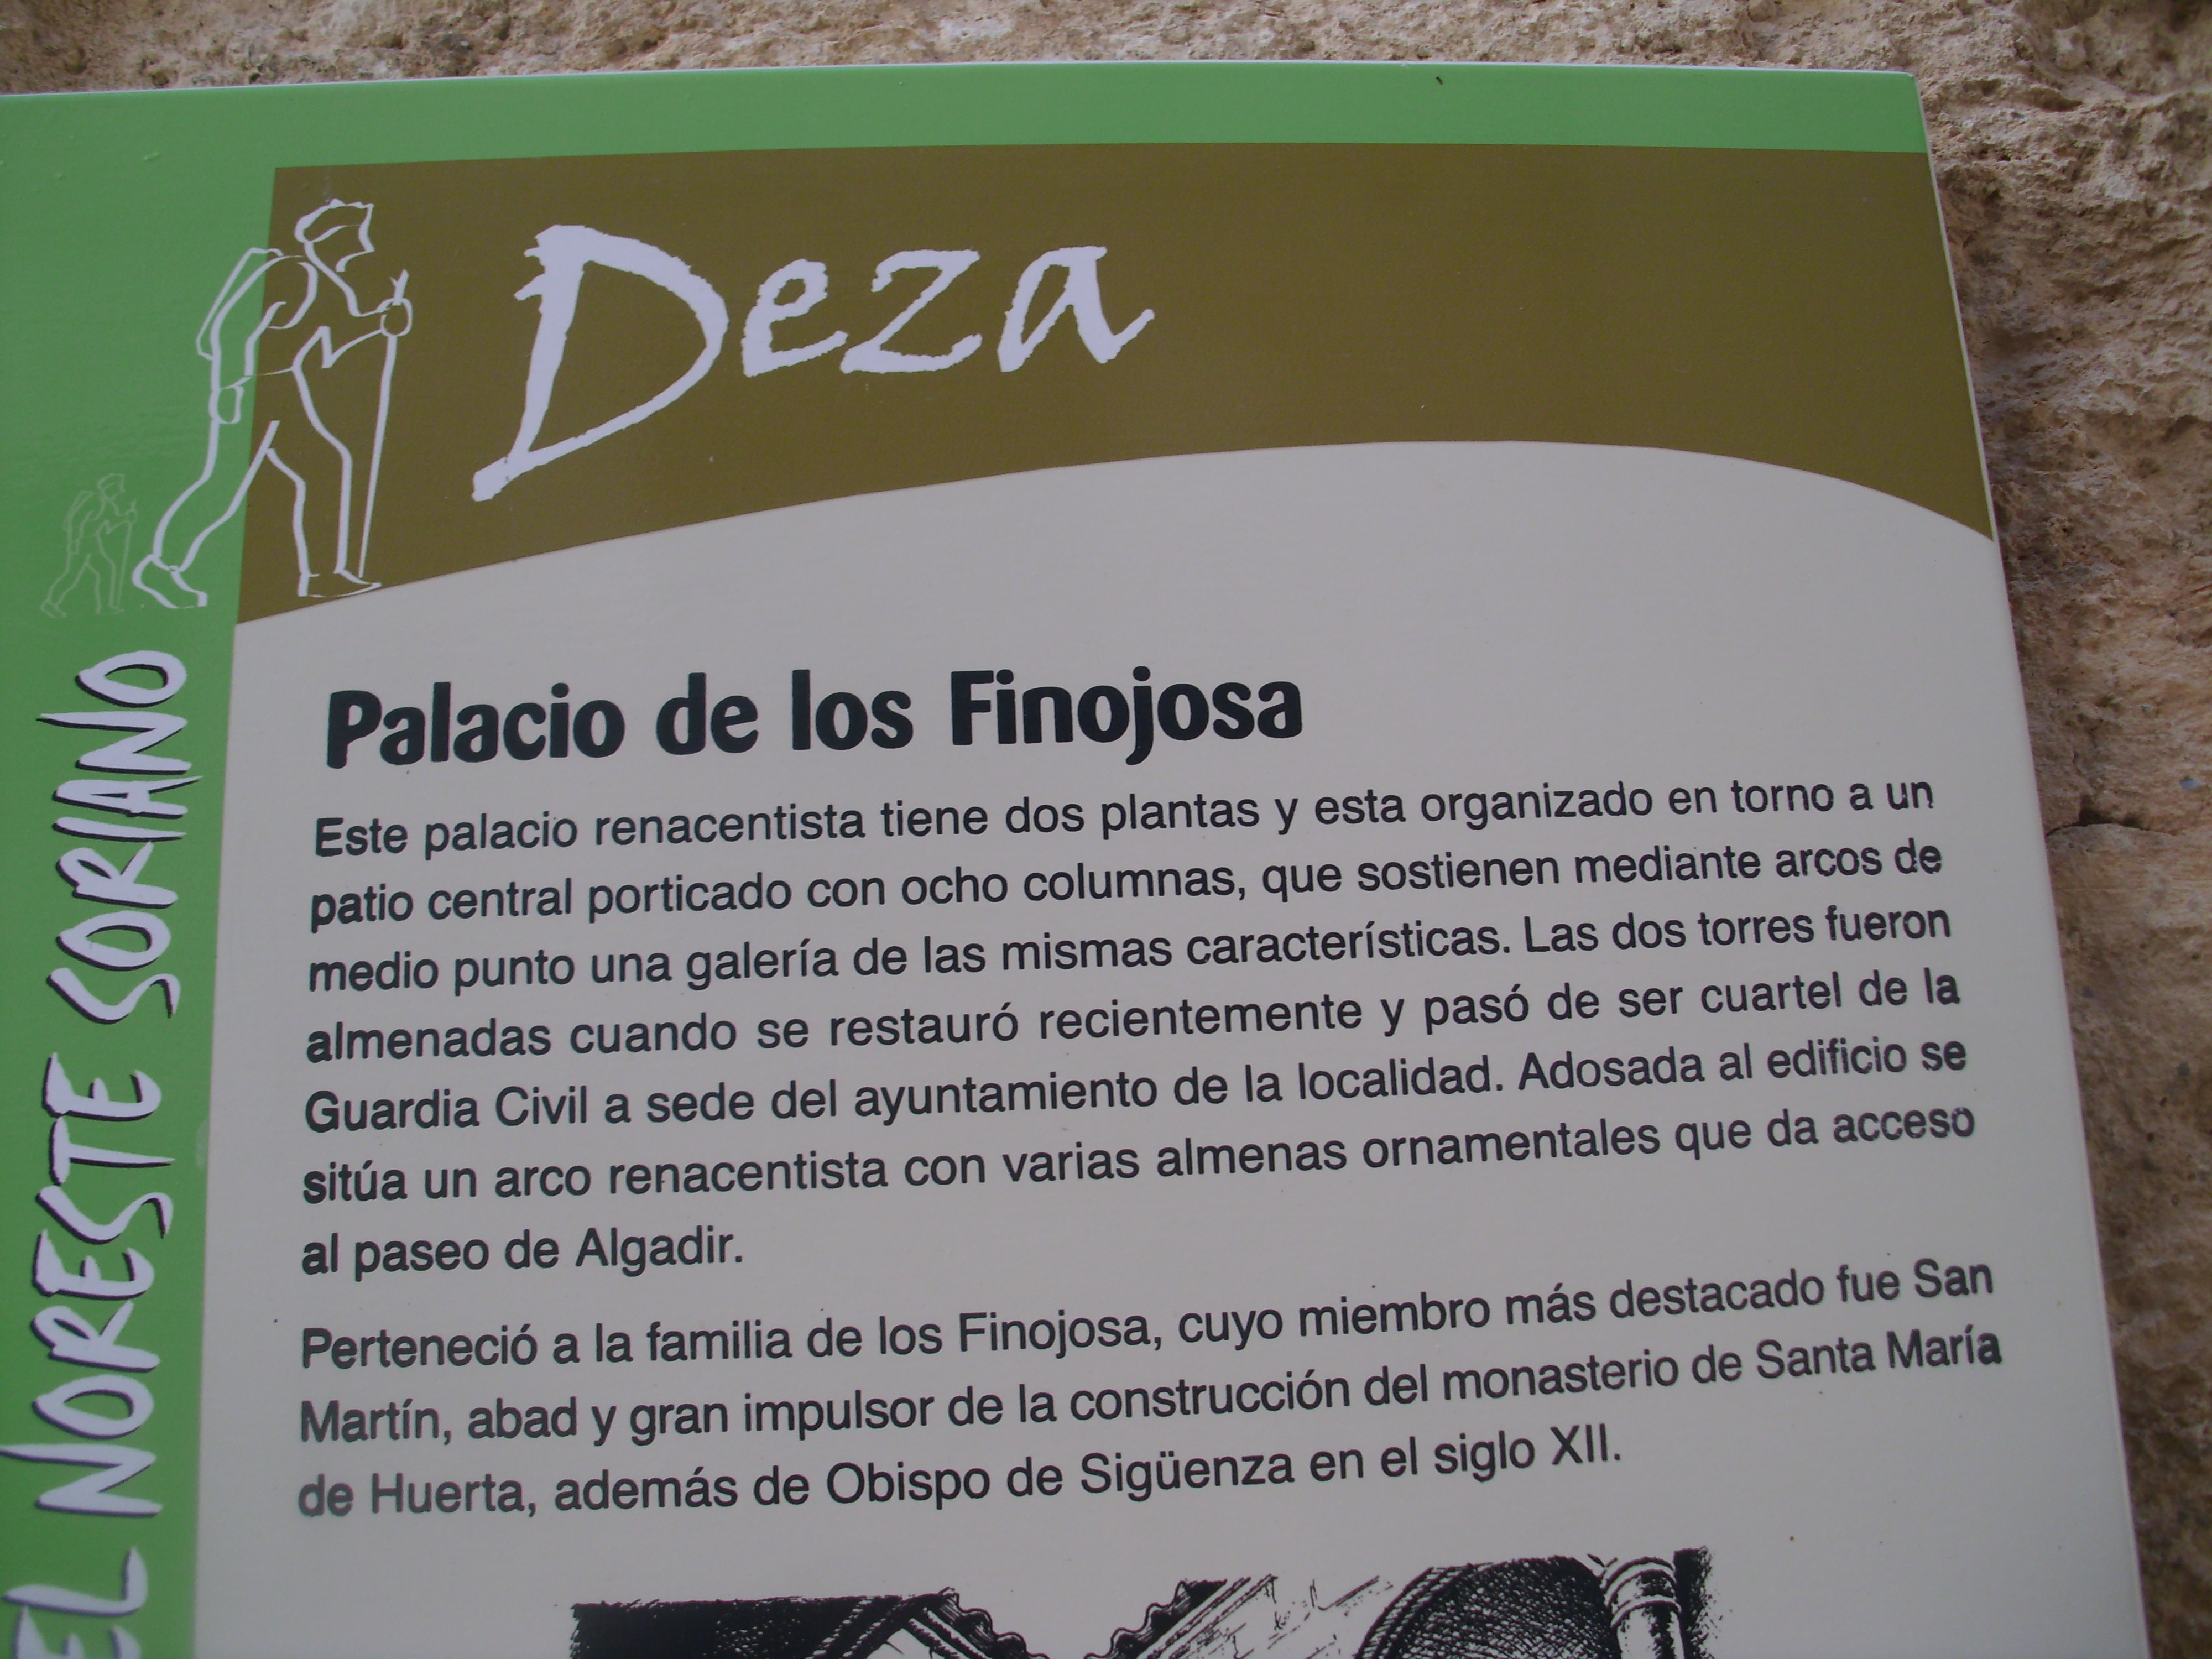 Deza
EL NORESTE SORIANO
Palacio de los Finojosa
Este palacio renacentista tiene dos plantas y esta organizado en torno a un
patio central porticado con ocho columnas, que sostienen mediante arcos de
medio punto una galería de las mismas características. Las dos torres fueron
almenadas cuando se restauró recientemente y pasó de ser cuartel de la
Guardia Civil a sede del ayuntamiento de la localidad. Adosada al edificio se
sitúa un arco renacentista con varias almenas ornamentales que da acceso
al paseo de Algadir.
Perteneció a la familia de los Finojosa, cuyo miembro más destacado fue San
Martín, abad y gran impulsor de la construcción del monasterio de Santa María
de Huerta, además de Obispo de Sigüenza en el siglo XII.